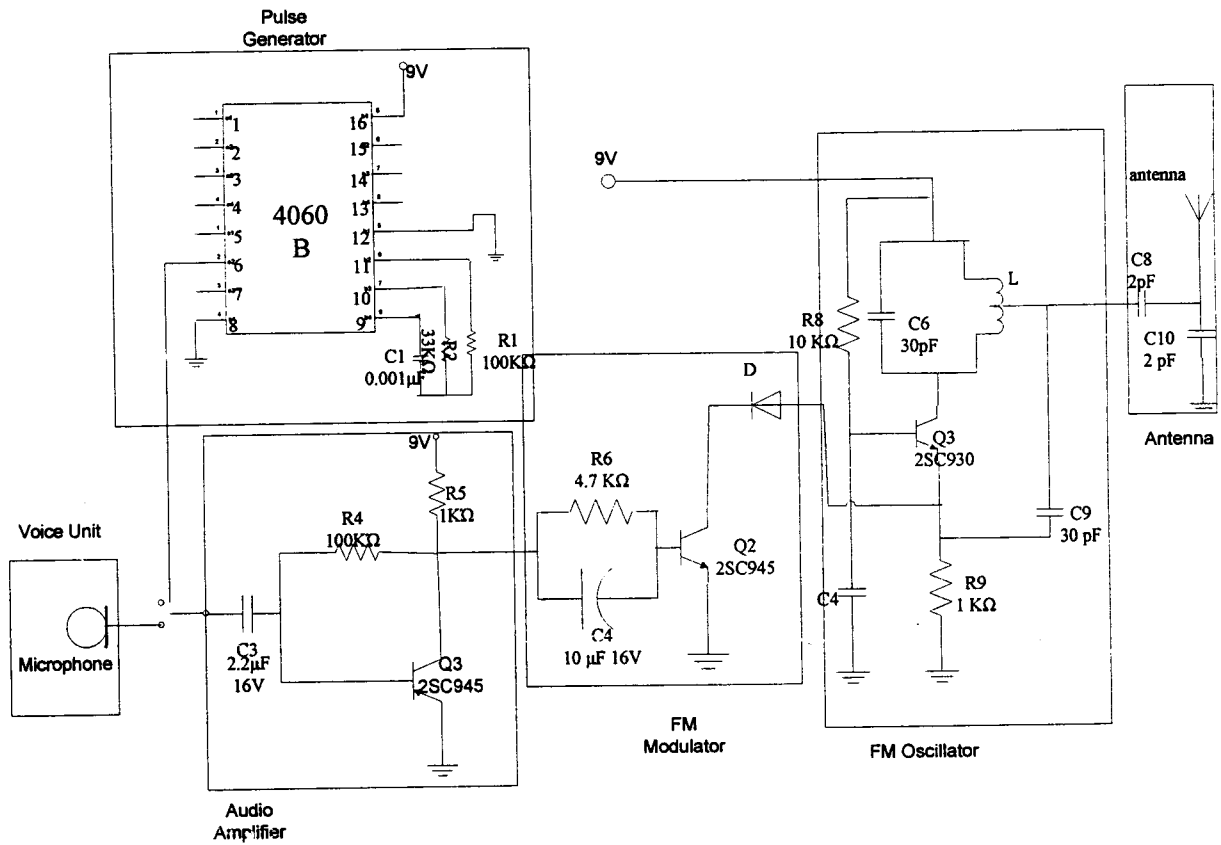 Pulse
Generator
9V
1
2
3
4
5
6
7
8
4060
B
16
15
14
13
12
11
10
9
C1
0.001µF
33KΩ
R2
R1
100KΩ
9V
R8
10 KΩ
C6
30pF
L
Q3
2SC930
C4
R9
1 KΩ
C9
30 pF
FM Oscillator
antenna
C8
2pF
C10
2 pF
Antenna
D
R6
4.7 KΩ
C4
10 µF 16V
Q2
2SC945
FM
Modulator
9V
R5
1KΩ
R4
100KΩ
C3
2.2µF
16V
Q3
2SC945
Audio
Amplifier
Voice Unit
Microphone